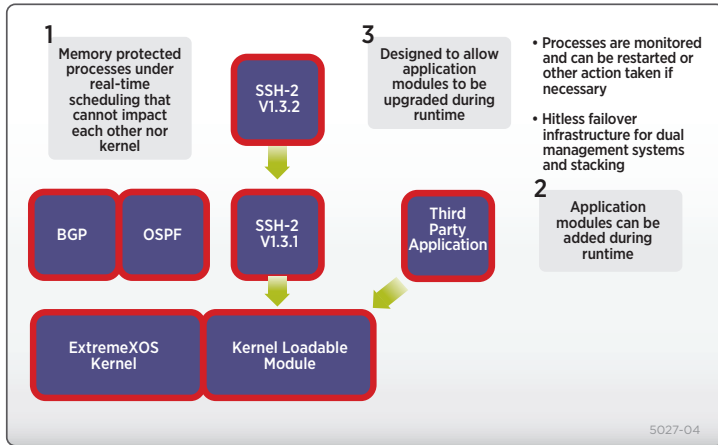 1
Memory protected
processes under
real-time
scheduling that
cannot impact
each other nor
kernel
SSH-2
V1.3.2
3
Designed to allow
application
modules to be
upgraded during
runtime
• Processes are monitored
and can be restarted or
other action taken if
necessary
• Hitless failover
infrastructure for dual
management systems
and stacking
2
Application
modules can be
added during
runtime
BGP
OSPF
SSH-2
V1.3.1
Third
Party
Application
ExtremeXOS
Kernel
Kernel Loadable
Module
5027-04